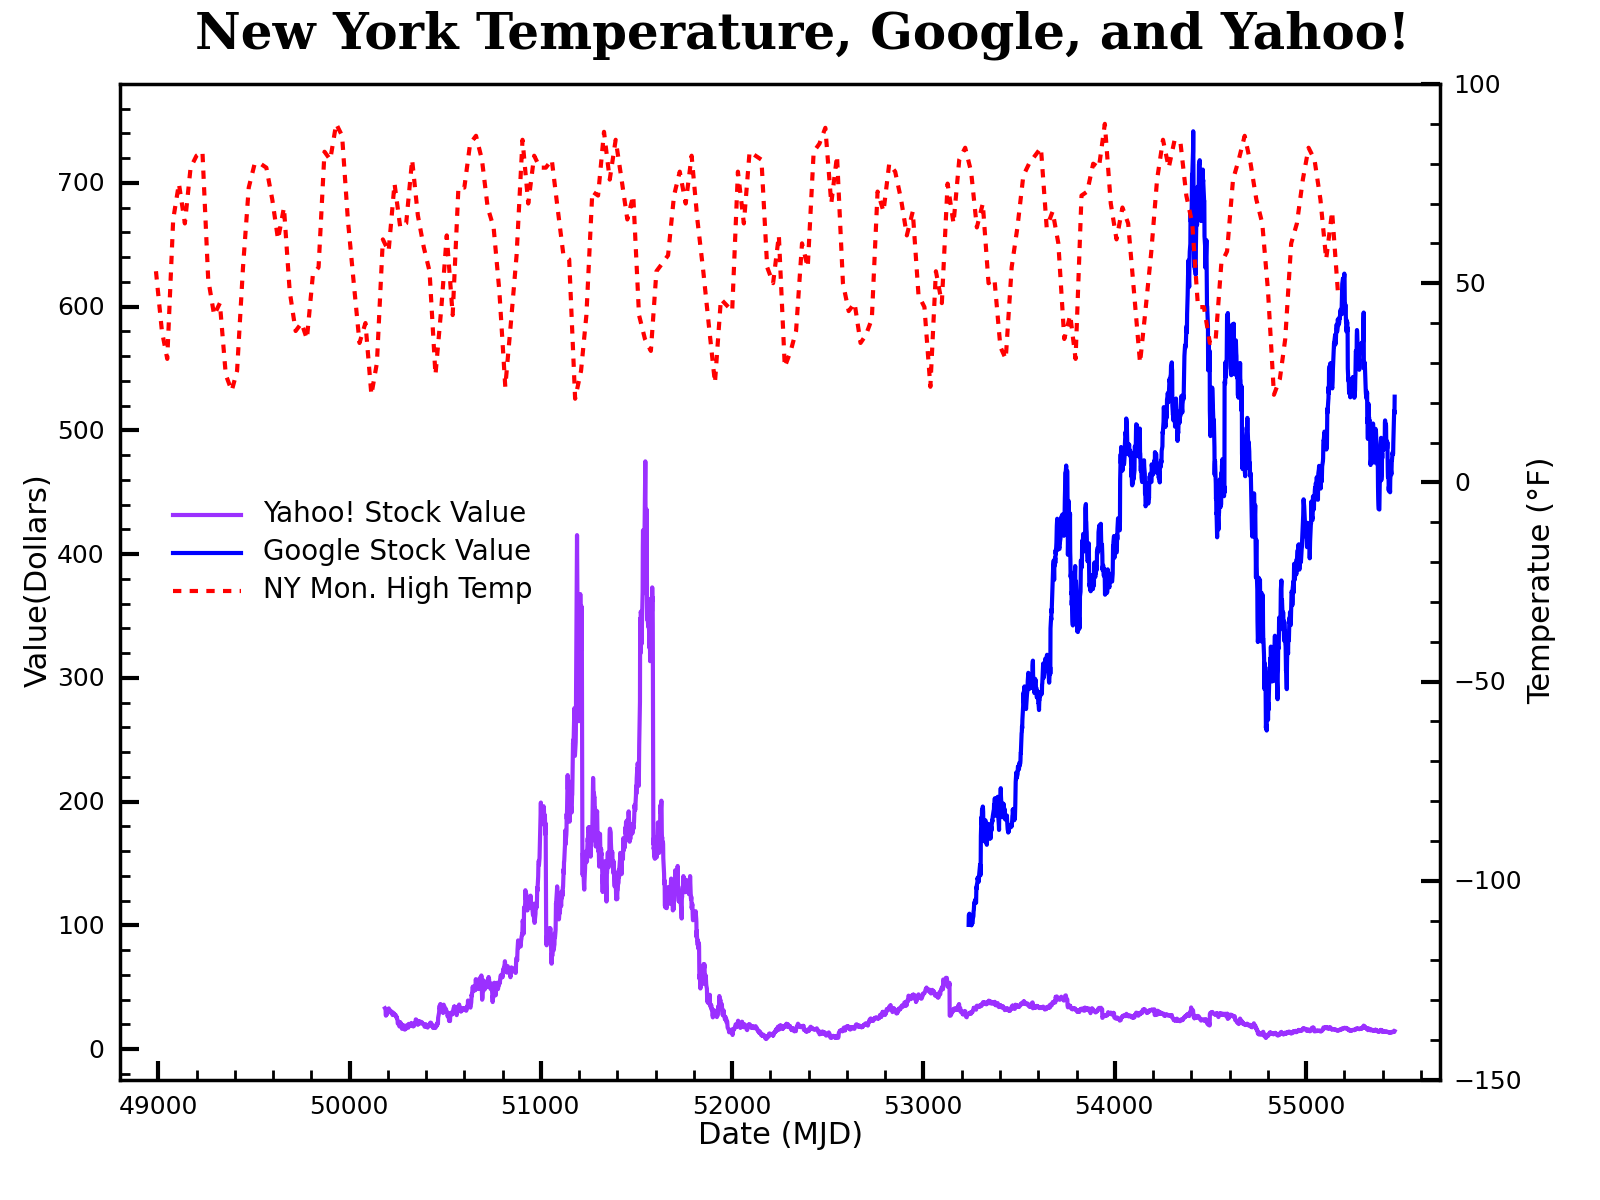 New York Temperature, Google, and Yahoo!
100
50
0
−50
−100
−150
Temperatue (°F)
700
600
500
400
300
200
100
0
Value(Dollars)
Yahoo! Stock Value
Google Stock Value
NY Mon. High Temp
49000 50000 51000 52000 53000 54000 55000
Date (MJD)